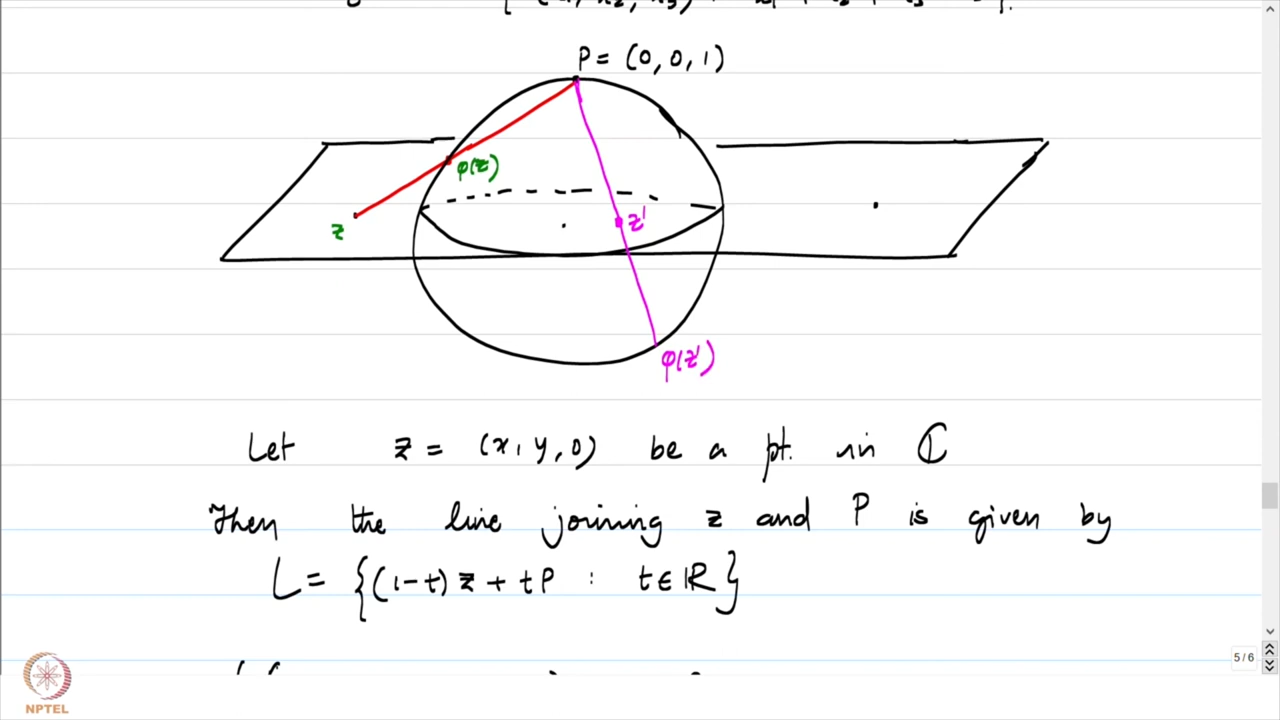 P = (0, 0, 1)
φ(z)
z
z'
φ(z')
Let z = (x, y, 0) be a pt. in ℂ
Then the line joining z and P is given by
L = {(1-t) z + t P : t ∈ ℝ}
5 / 6
NPTEL